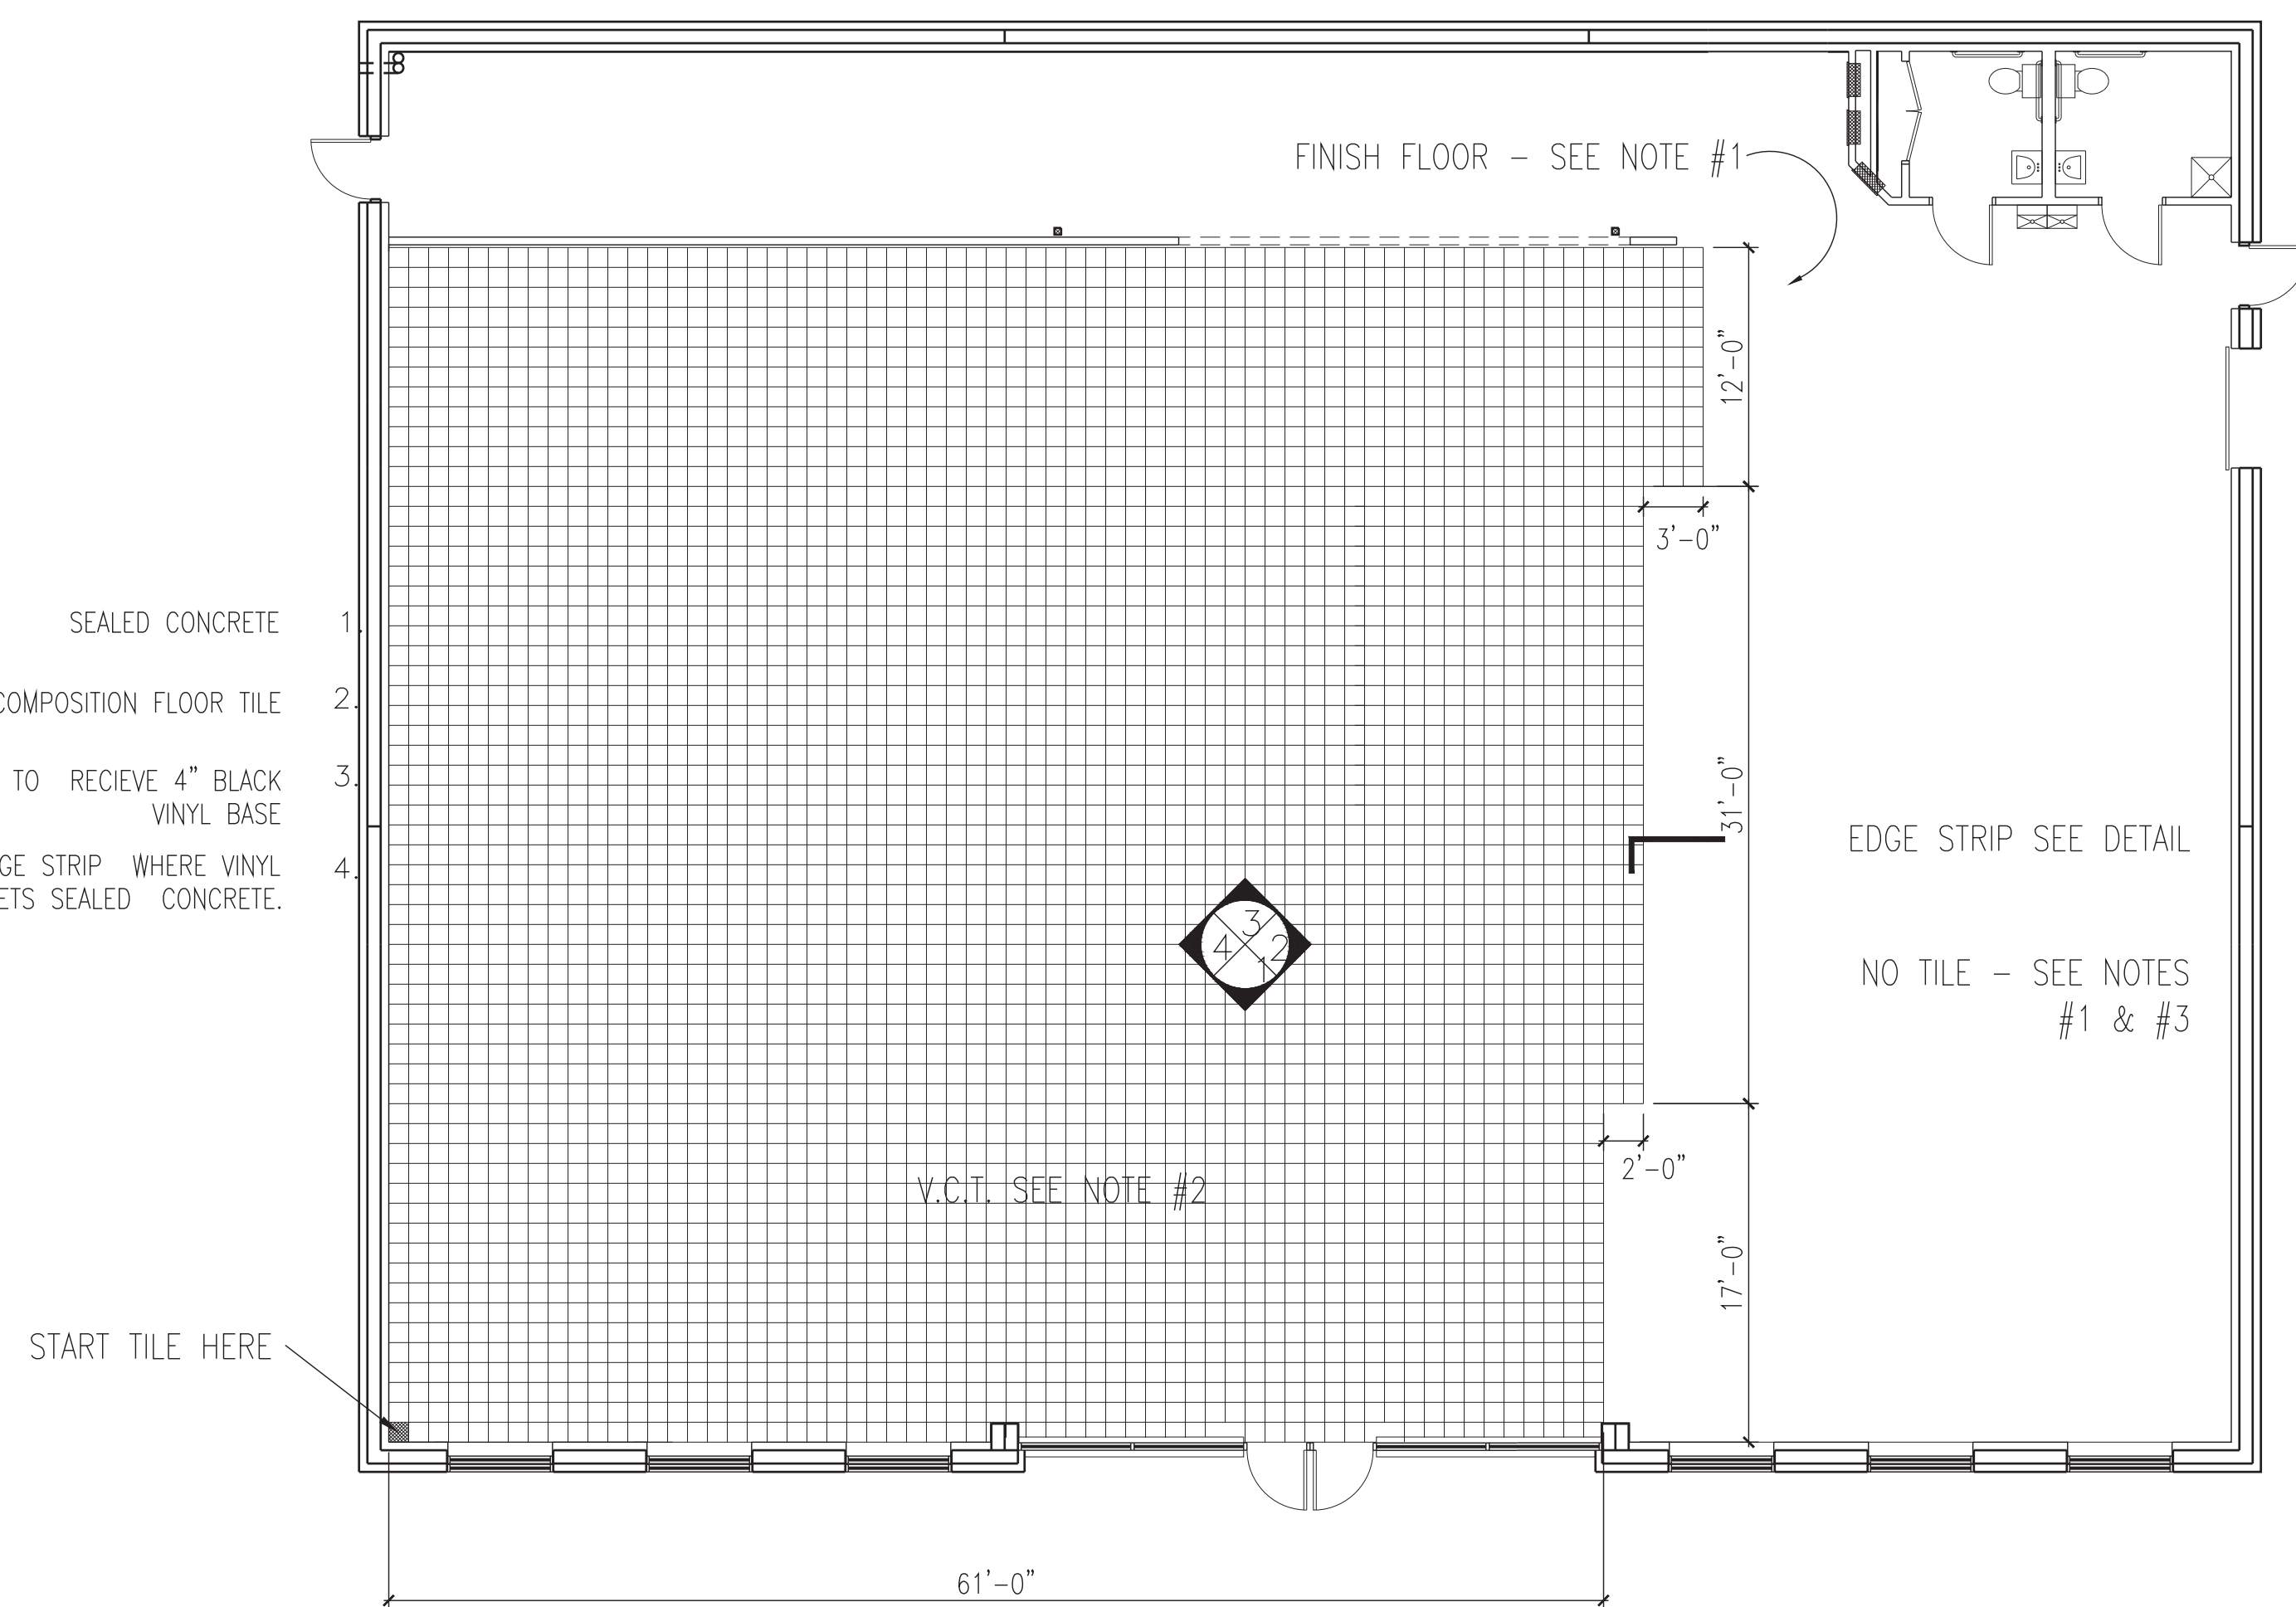 FINISH FLOOR - SEE NOTE #1
12'-0"
3'-0"
SEALED CONCRETE 1.
COMPOSITION FLOOR TILE 2.
TO RECIEVE 4" BLACK 3.
VINYL BASE
STRIP WHERE VINYL 4.
SEALED CONCRETE.
31'-0"
EDGE STRIP SEE DETAIL
3
4 2
1
NO TILE - SEE NOTES
#1 & #3
2'-0"
V.C.T. SEE NOTE #2
17'-0"
START TILE HERE
61'-0"